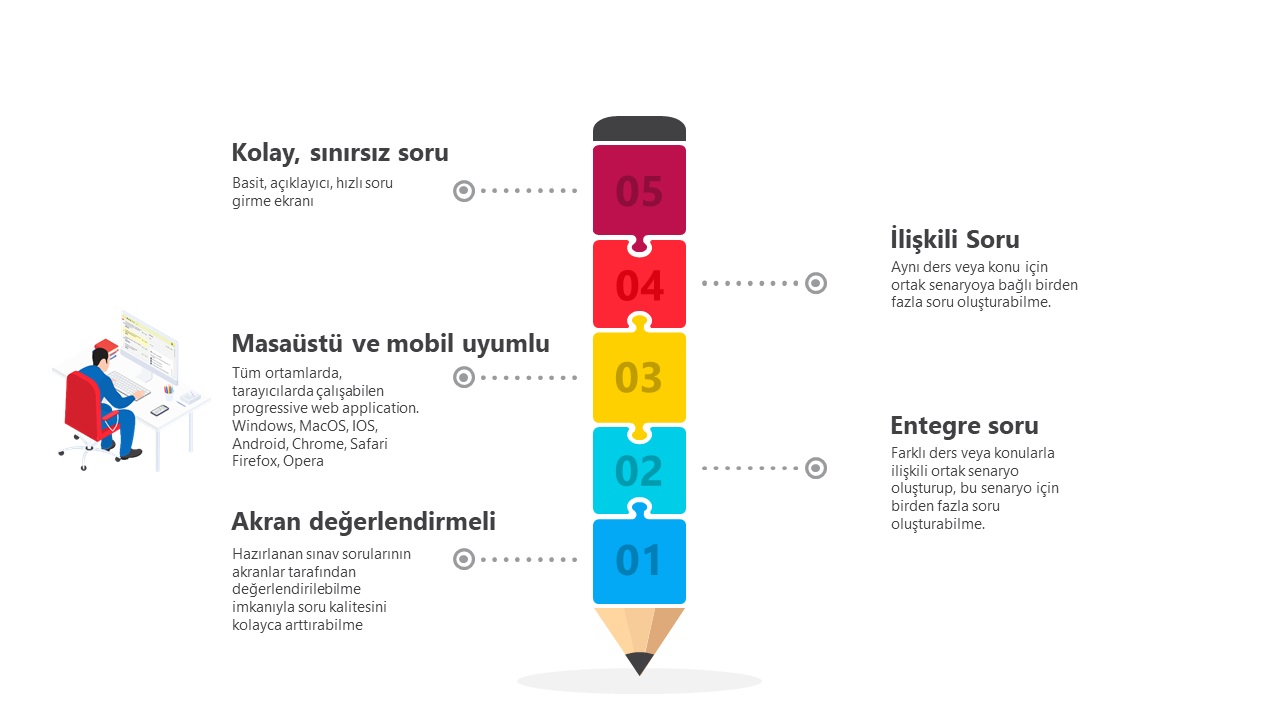 Kolay, sınırsız soru
Basit, açıklayıcı, hızlı soru
girme ekranı
05
İlişkili Soru
Aynı ders veya konu için
ortak senaryoya bağlı birden
fazla soru oluşturabilme.
04
Masaüstü ve mobil uyumlu
Tüm ortamlarda,
tarayıcılarda çalışabilen
progressive web application.
Windows, MacOS, IOS,
Android, Chrome, Safari
Firefox, Opera
03
Entegre soru
Farklı ders veya konularla
ilişkili ortak senaryo
oluşturup, bu senaryo için
birden fazla soru
oluşturabilme.
02
Akran değerlendirmeli
Hazırlanan sınav sorularının
akranlar tarafından
değerlendirilebilme
imkanıyla soru kalitesini
kolayca arttırabilme
01